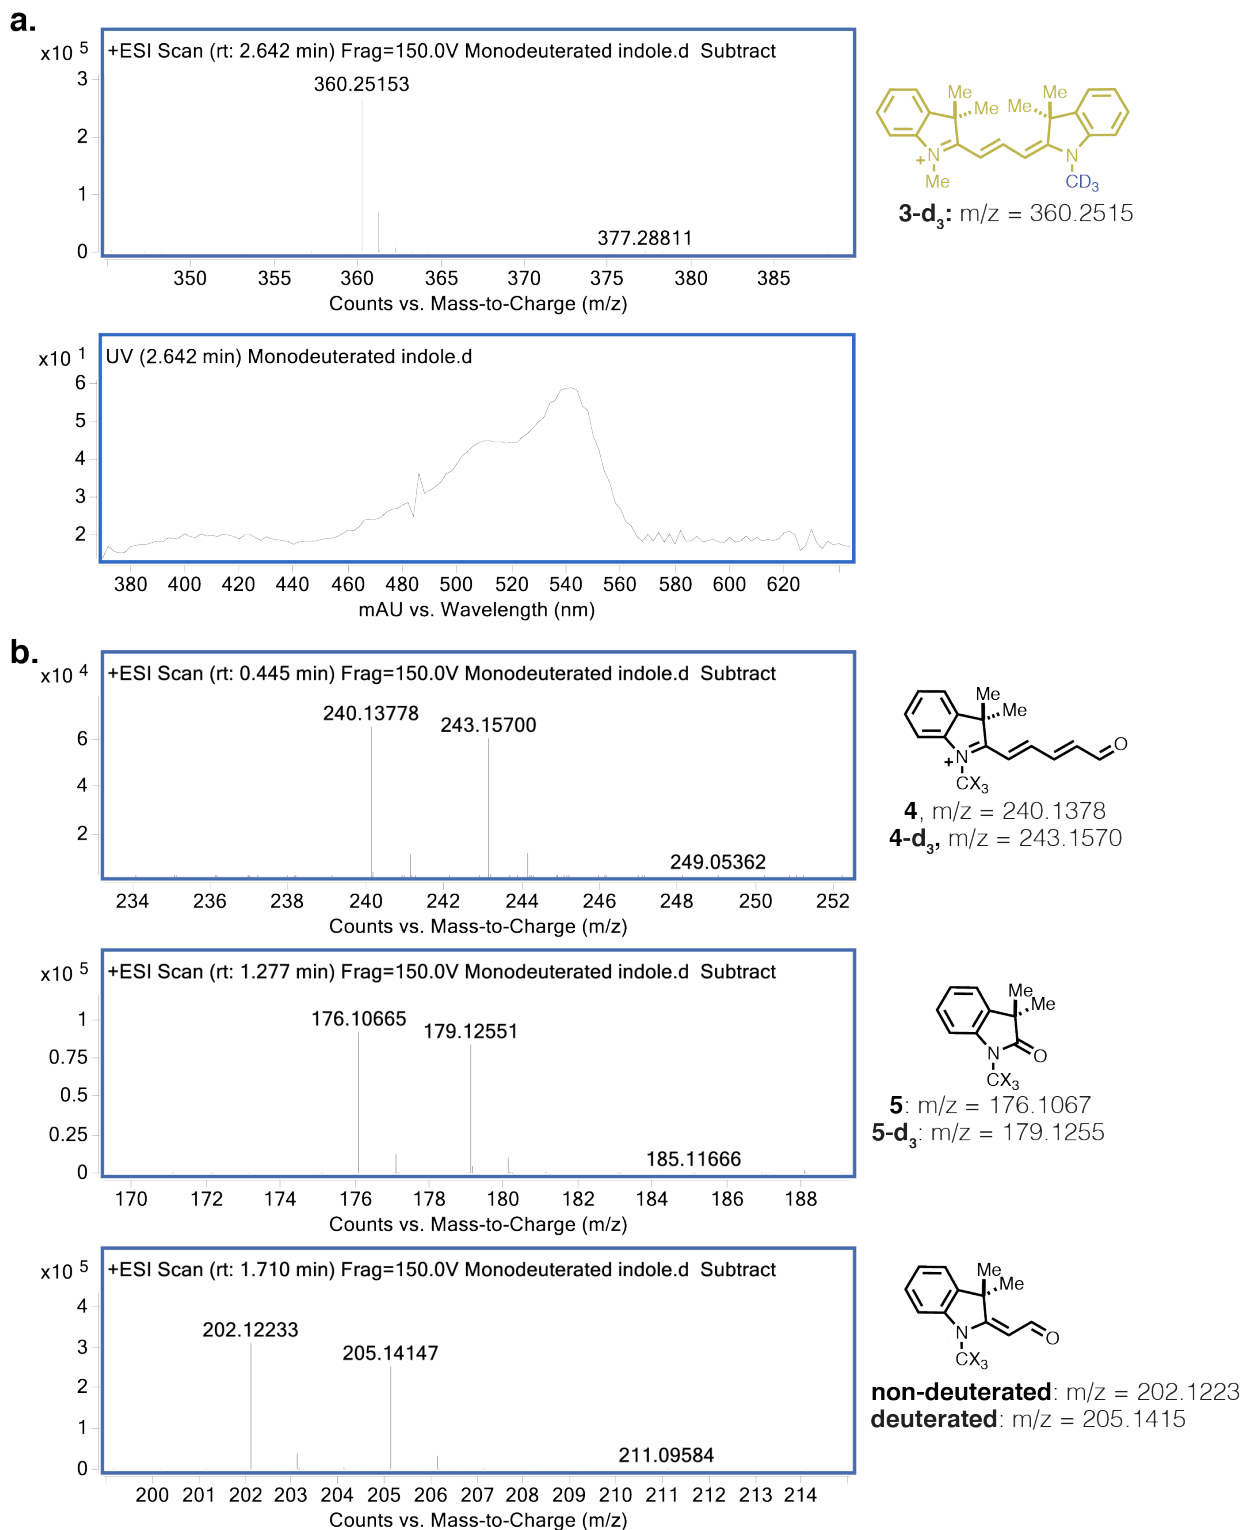 a.
+ESI Scan (rt: 2.642 min) Frag=150.0V Monodeuterated indole.d Subtract
x10 5
360.25153
3
2
1
0
377.28811
350 355 360 365 370 375 380 385
Counts vs. Mass-to-Charge (m/z)
Me Me
Me Me
N N
+
Me CD3
3-d3: m/z = 360.2515
x10 1
UV (2.642 min) Monodeuterated indole.d
6
5
4
3
2
380 400 420 440 460 480 500 520 540 560 580 600 620
mAU vs. Wavelength (nm)
b.
+ESI Scan (rt: 0.445 min) Frag=150.0V Monodeuterated indole.d Subtract
x10 4
240.13778
243.15700
6
4
2
249.05362
234 236 238 240 242 244 246 248 250 252
Counts vs. Mass-to-Charge (m/z)
Me
Me
N O
+
CX3
4, m/z = 240.1378
4-d3, m/z = 243.1570
+ESI Scan (rt: 1.277 min) Frag=150.0V Monodeuterated indole.d Subtract
x10 5
176.10665
179.12551
1
0.75
0.5
0.25
0
185.11666
170 172 174 176 178 180 182 184 186 188
Counts vs. Mass-to-Charge (m/z)
Me
Me
N O
CX3
5: m/z = 176.1067
5-d3: m/z = 179.1255
+ESI Scan (rt: 1.710 min) Frag=150.0V Monodeuterated indole.d Subtract
x10 5
202.12233
205.14147
4
3
2
1
0
211.09584
200 201 202 203 204 205 206 207 208 209 210 211 212 213 214
Counts vs. Mass-to-Charge (m/z)
Me
Me
N O
CX3
non-deuterated: m/z = 202.1223
deuterated: m/z = 205.1415